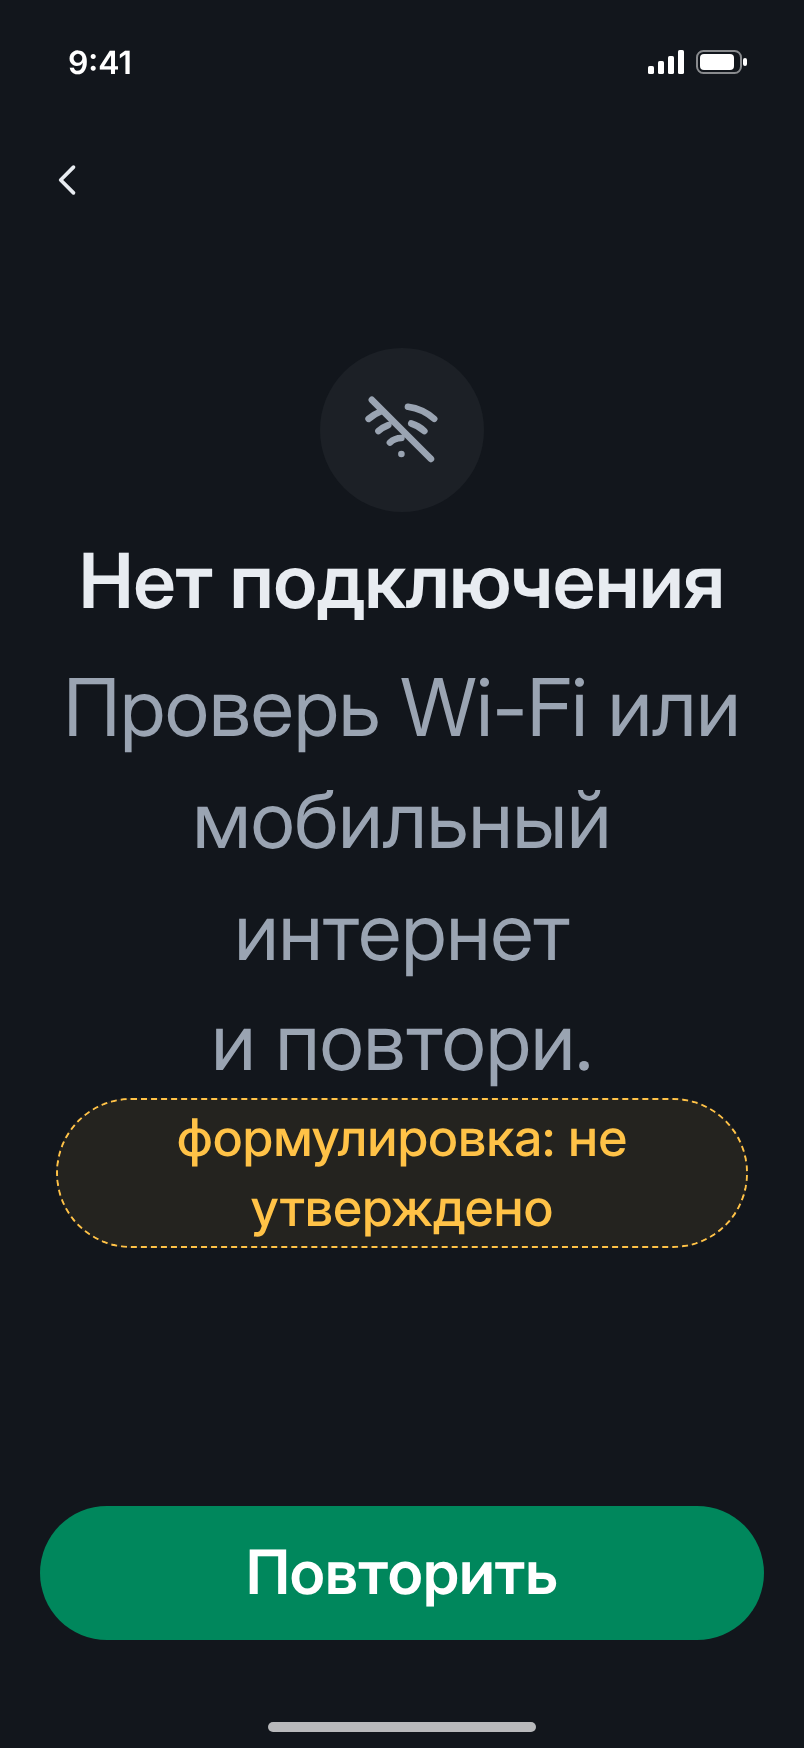 9:41
Нет подключения
Проверь Wi-Fi или
мобильный
интернет
и повтори.
формулировка: не
утверждено
Повторить